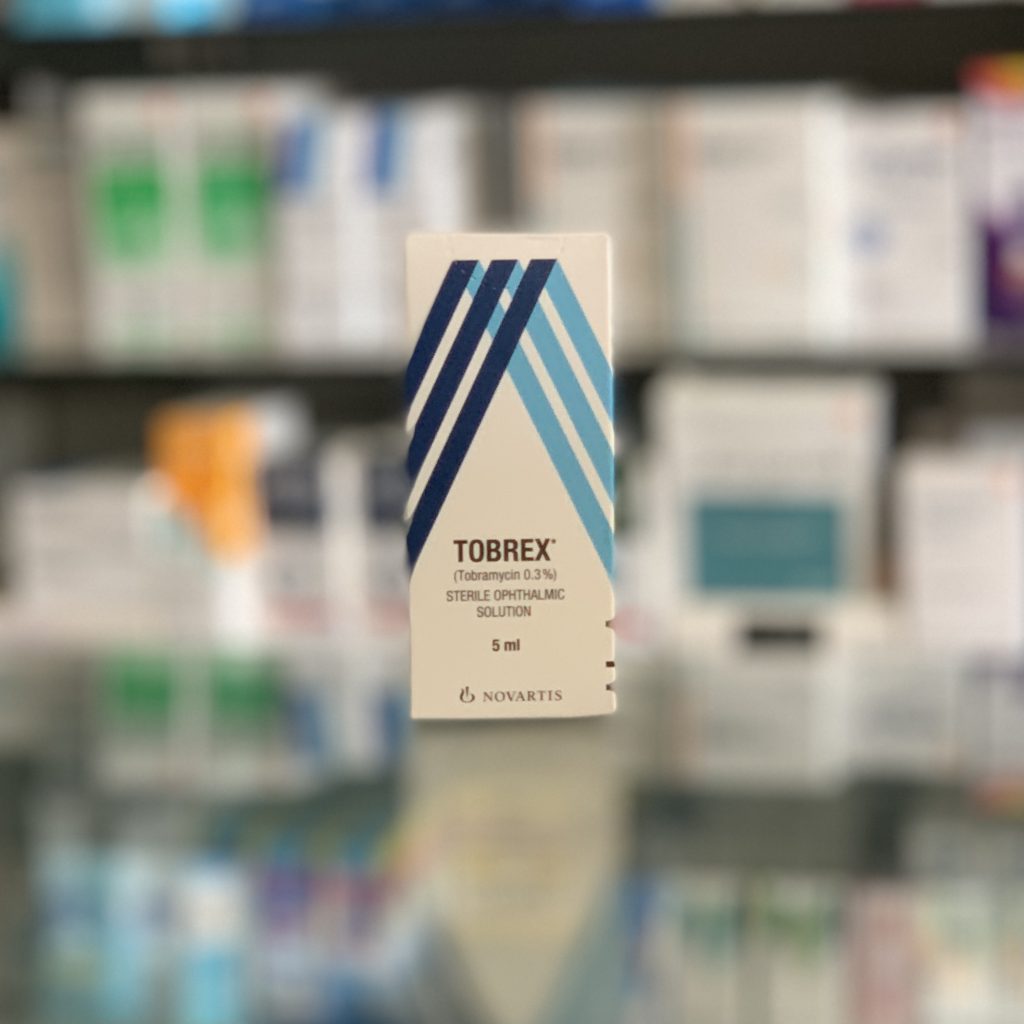 TOBREX*
(Tobramycin 0.3%)
STERILE OPHTHALMIC
SOLUTION
5 ml
NOVARTIS